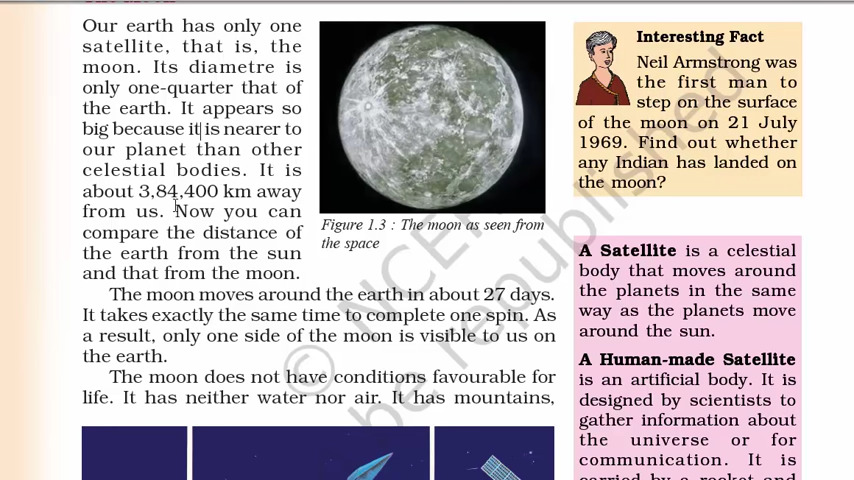 Our earth has only one
satellite, that is, the
moon. Its diametre is
only one-quarter that of
the earth. It appears so
big because it is nearer to
our planet than other
celestial bodies. It is
about 3,84,400 km away
from us. Now you can
compare the distance of
the earth from the sun
and that from the moon.
Figure 1.3 : The moon as seen from
the space
The moon moves around the earth in about 27 days.
It takes exactly the same time to complete one spin. As
a result, only one side of the moon is visible to us on
the earth.
The moon does not have conditions favourable for
life. It has neither water nor air. It has mountains,
Interesting Fact
Neil Armstrong was
the first man to
step on the surface
of the moon on 21 July
1969. Find out whether
any Indian has landed on
the moon?
A Satellite is a celestial
body that moves around
the planets in the same
way as the planets move
around the sun.
A Human-made Satellite
is an artificial body. It is
designed by scientists to
gather information about
the universe or for
communication. It is
carried by a rocket and
© NCE
be republished